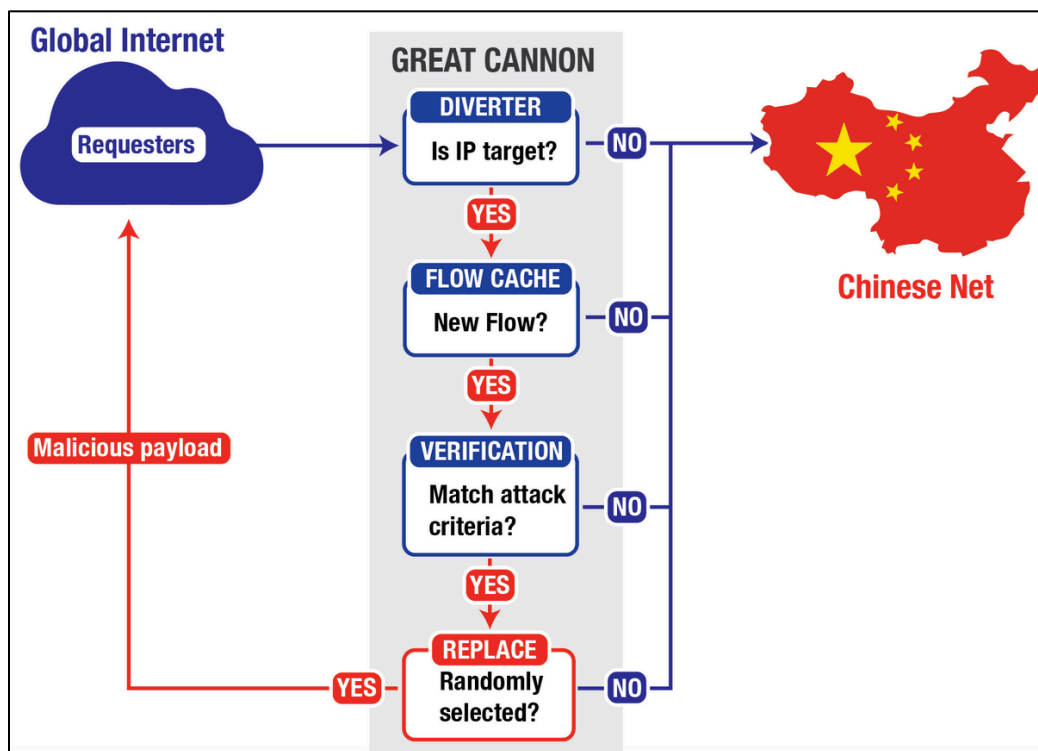 Global Internet
Requesters
GREAT CANNON
DIVERTER
Is IP target?
NO
YES
FLOW CACHE
New Flow?
NO
YES
VERIFICATION
Match attack
criteria?
NO
YES
REPLACE
Randomly
selected?
NO
YES
Malicious payload
Chinese Net